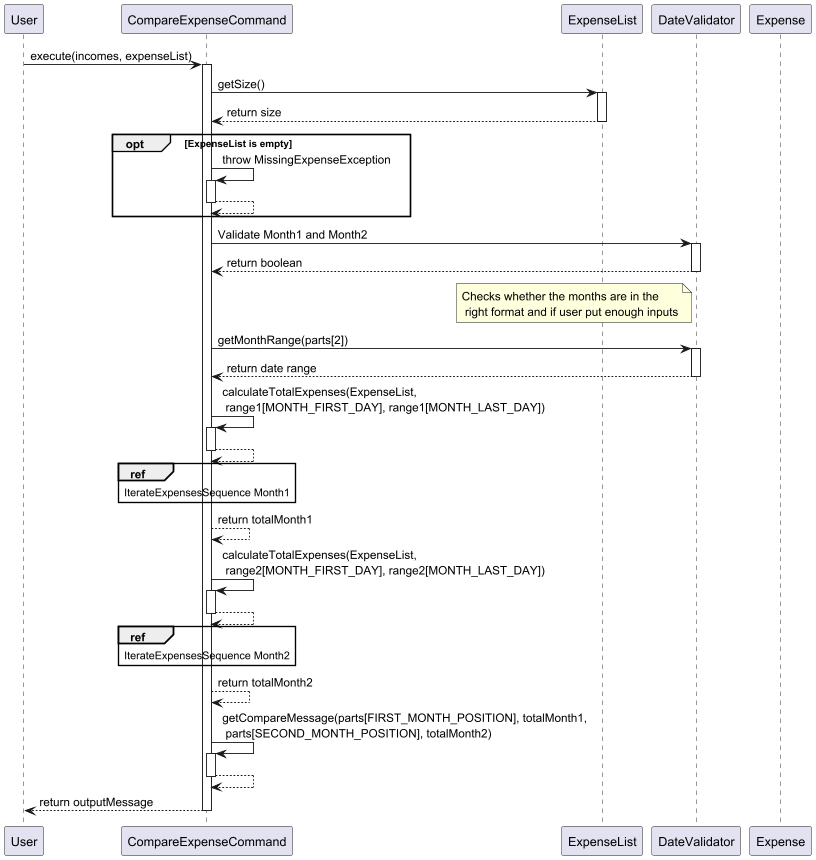 User
CompareExpenseCommand
ExpenseList
DateValidator
Expense
execute(incomes, expenseList)
getSize()
return size
opt
[ExpenseList is empty]
throw MissingExpenseException
Validate Month1 and Month2
return boolean
Checks whether the months are in the
right format and if user put enough inputs
getMonthRange(parts[2])
return date range
calculateTotalExpenses(ExpenseList,
range1[MONTH_FIRST_DAY], range1[MONTH_LAST_DAY])
ref
IterateExpensesSequence Month1
return totalMonth1
calculateTotalExpenses(ExpenseList,
range2[MONTH_FIRST_DAY], range2[MONTH_LAST_DAY])
ref
IterateExpensesSequence Month2
return totalMonth2
getCompareMessage(parts[FIRST_MONTH_POSITION], totalMonth1,
parts[SECOND_MONTH_POSITION], totalMonth2)
return outputMessage
User
CompareExpenseCommand
ExpenseList
DateValidator
Expense